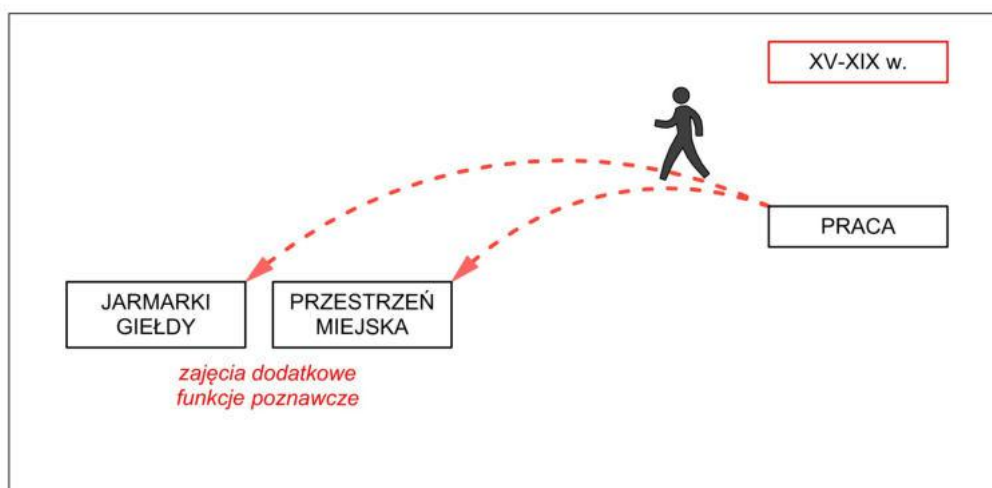 XV-XIX w.
PRACA
JARMARKI
GIEŁDY
PRZESTRZEŃ
MIEJSKA
zajęcia dodatkowe
funkcje poznawcze